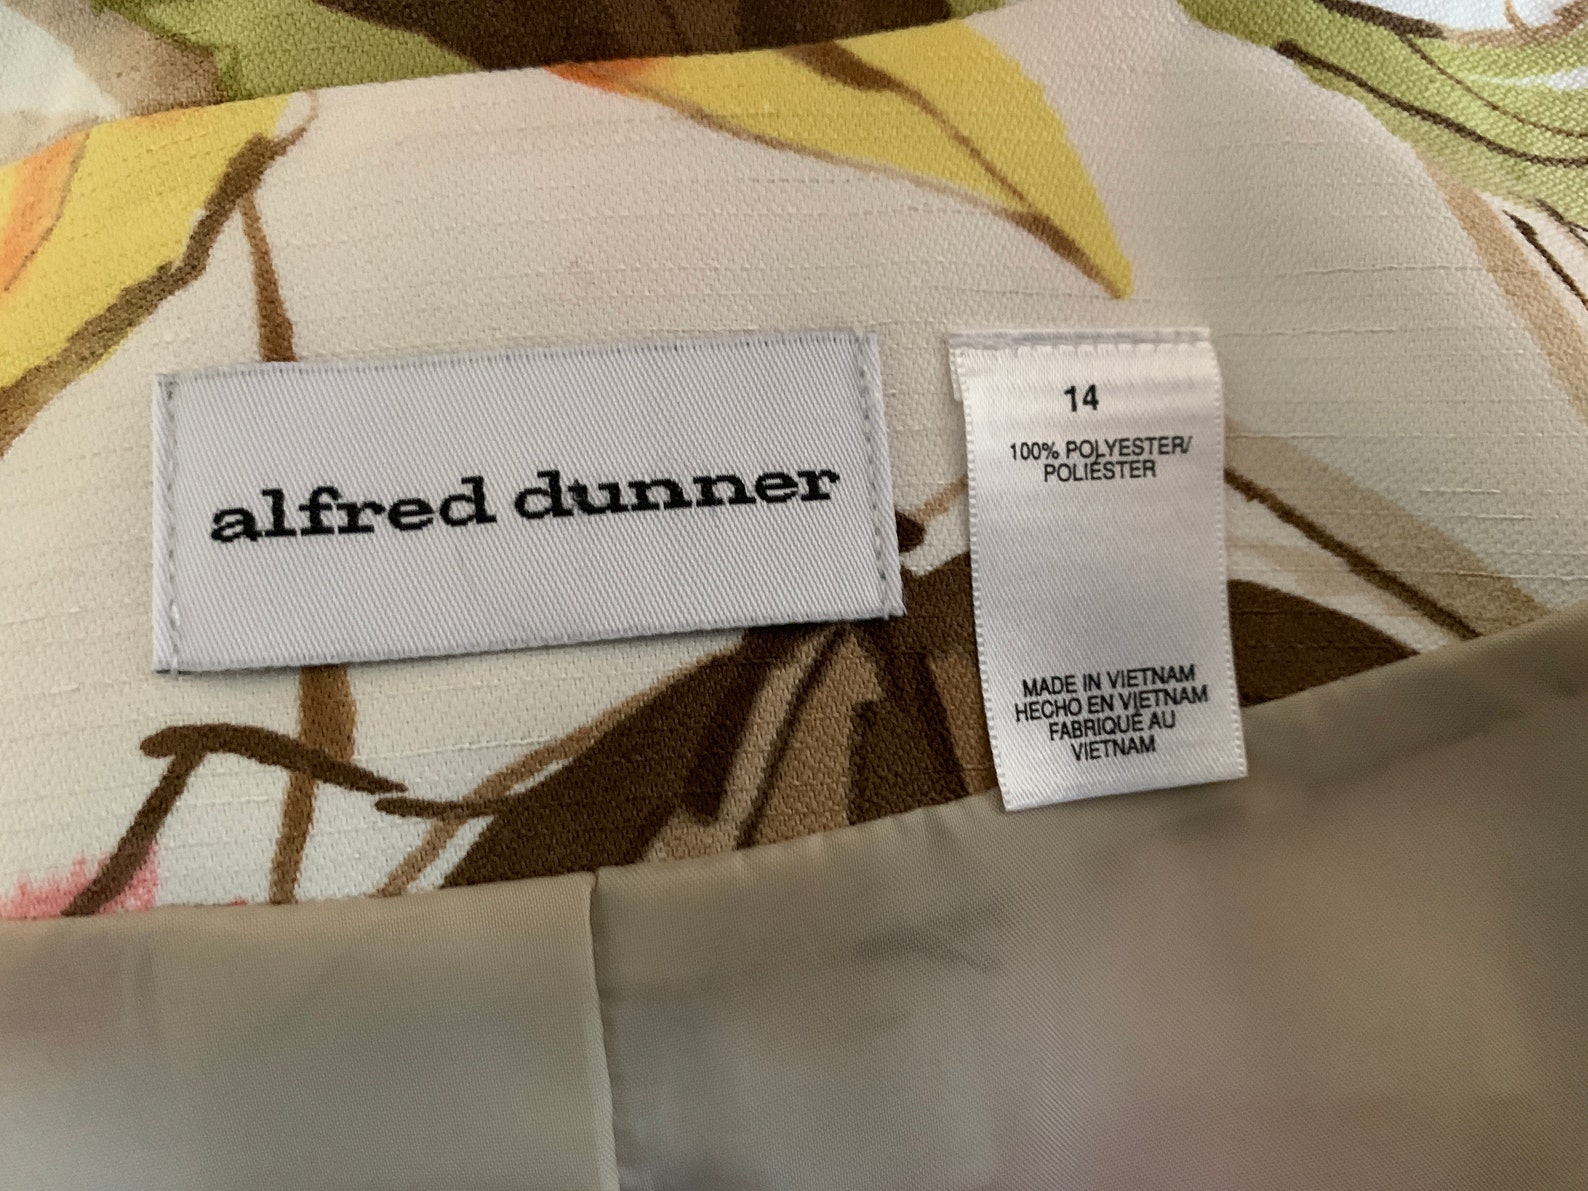 alfred dunner
14
100% POLYESTER/
POLIÉSTER
MADE IN VIETNAM
HECHO EN VIETNAM
FABRIQUÉ AU
VIETNAM